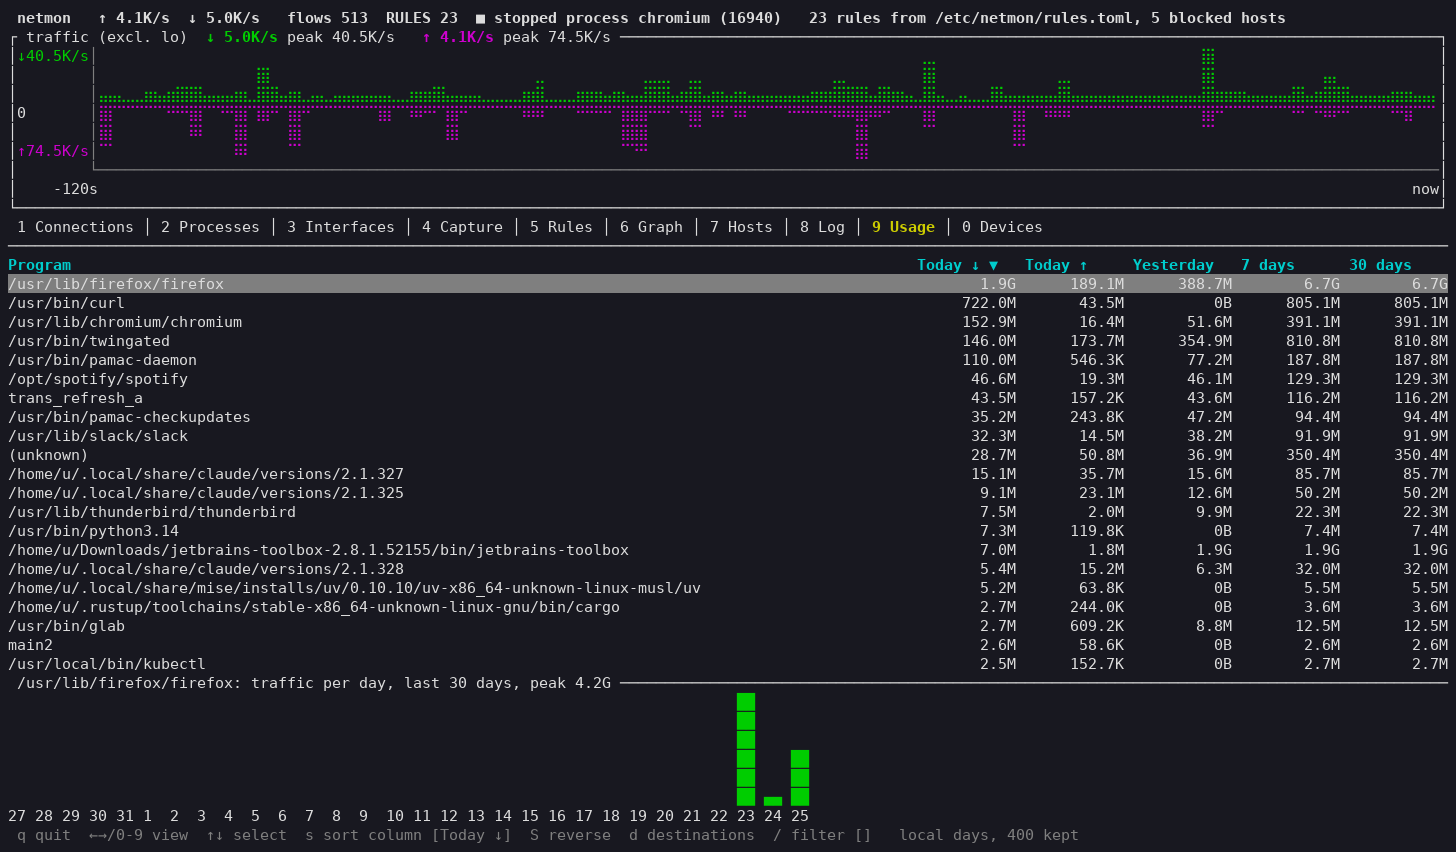 netmon ↑ 4.1K/s ↓ 5.0K/s flows 513 RULES 23 ■ stopped process chromium (16940) 23 rules from /etc/netmon/rules.toml, 5 blocked hosts
traffic (excl. lo) ↓ 5.0K/s peak 40.5K/s ↑ 4.1K/s peak 74.5K/s
↓40.5K/s
0
↑74.5K/s
-120s now
1 Connections │ 2 Processes │ 3 Interfaces │ 4 Capture │ 5 Rules │ 6 Graph │ 7 Hosts │ 8 Log │ 9 Usage │ 0 Devices
Program Today ↓ ▼ Today ↑ Yesterday 7 days 30 days
/usr/lib/firefox/firefox 1.9G 189.1M 388.7M 6.7G 6.7G
/usr/bin/curl 722.0M 43.5M 0B 805.1M 805.1M
/usr/lib/chromium/chromium 152.9M 16.4M 51.6M 391.1M 391.1M
/usr/bin/twingated 146.0M 173.7M 354.9M 810.8M 810.8M
/usr/bin/pamac-daemon 110.0M 546.3K 77.2M 187.8M 187.8M
/opt/spotify/spotify 46.6M 19.3M 46.1M 129.3M 129.3M
trans_refresh_a 43.5M 157.2K 43.6M 116.2M 116.2M
/usr/bin/pamac-checkupdates 35.2M 243.8K 47.2M 94.4M 94.4M
/usr/lib/slack/slack 32.3M 14.5M 38.2M 91.9M 91.9M
(unknown) 28.7M 50.8M 36.9M 350.4M 350.4M
/home/u/.local/share/claude/versions/2.1.327 15.1M 35.7M 15.6M 85.7M 85.7M
/home/u/.local/share/claude/versions/2.1.325 9.1M 23.1M 12.6M 50.2M 50.2M
/usr/lib/thunderbird/thunderbird 7.5M 2.0M 9.9M 22.3M 22.3M
/usr/bin/python3.14 7.3M 119.8K 0B 7.4M 7.4M
/home/u/Downloads/jetbrains-toolbox-2.8.1.52155/bin/jetbrains-toolbox 7.0M 1.8M 1.9G 1.9G 1.9G
/home/u/.local/share/claude/versions/2.1.328 5.4M 15.2M 6.3M 32.0M 32.0M
/home/u/.local/share/mise/installs/uv/0.10.10/uv-x86_64-unknown-linux-musl/uv 5.2M 63.8K 0B 5.5M 5.5M
/home/u/.rustup/toolchains/stable-x86_64-unknown-linux-gnu/bin/cargo 2.7M 244.0K 0B 3.6M 3.6M
/usr/bin/glab 2.7M 609.2K 8.8M 12.5M 12.5M
main2 2.6M 58.6K 0B 2.6M 2.6M
/usr/local/bin/kubectl 2.5M 152.7K 0B 2.7M 2.7M
/usr/lib/firefox/firefox: traffic per day, last 30 days, peak 4.2G
27 28 29 30 31 1 2 3 4 5 6 7 8 9 10 11 12 13 14 15 16 17 18 19 20 21 22 23 24 25
q quit ←→/0-9 view ↑↓ select s sort column [Today ↓] S reverse d destinations / filter [] local days, 400 kept